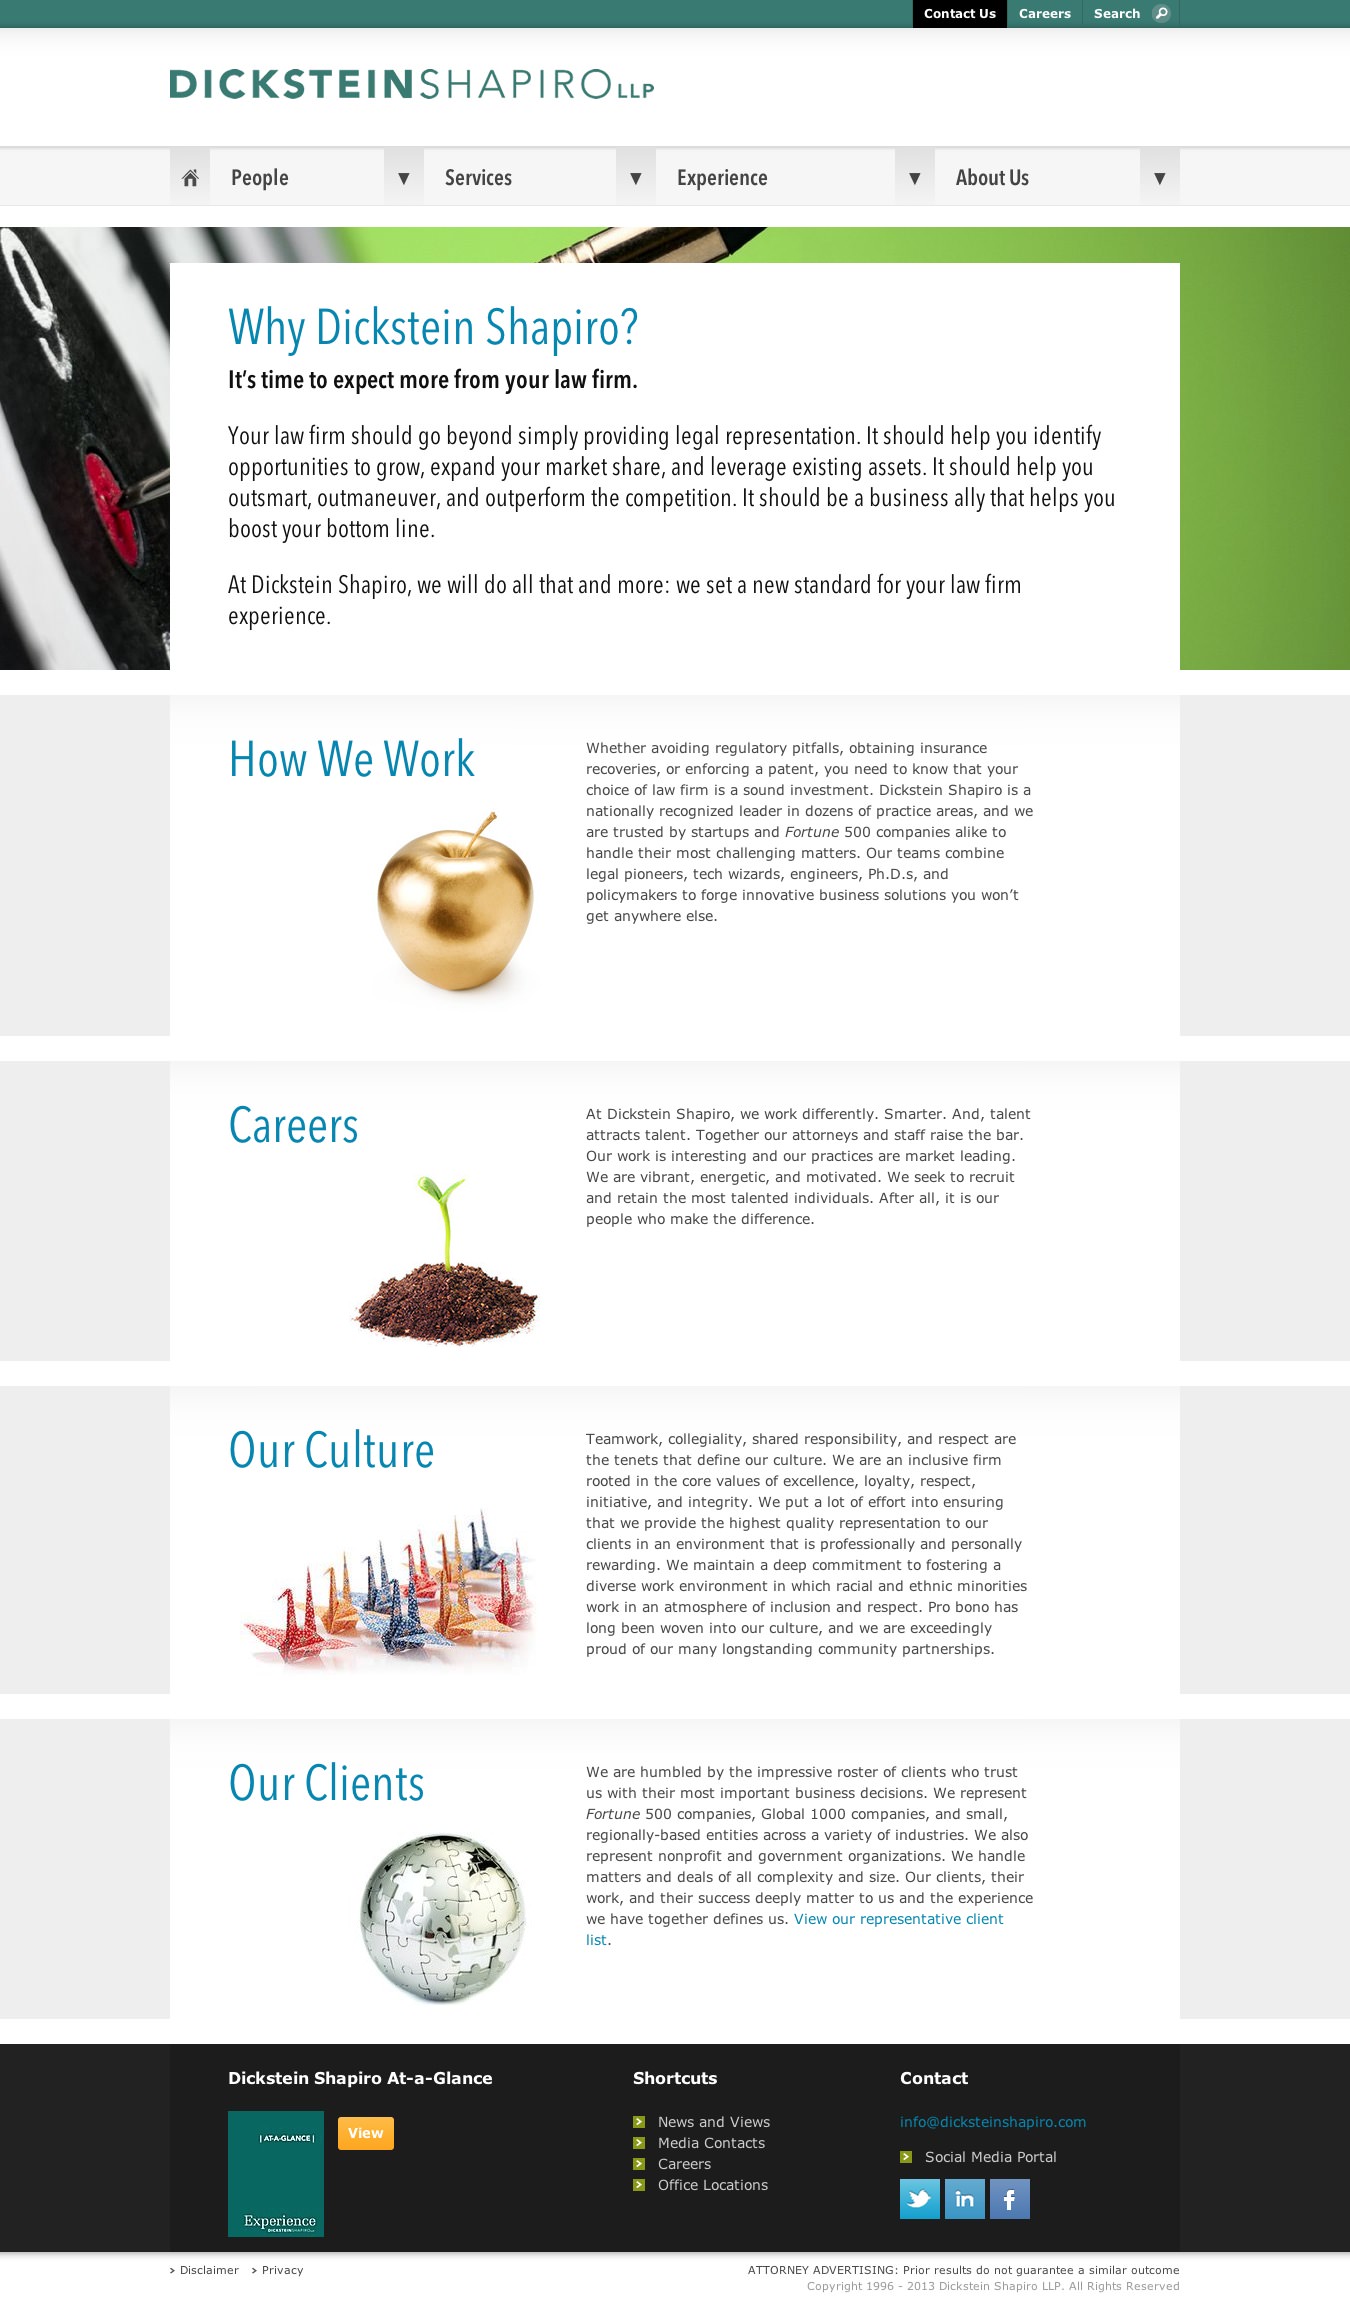 Contact Us Careers Search
DICKSTEINSHAPIRO LLP
People ▼ Services ▼ Experience ▼ About Us ▼
Why Dickstein Shapiro?
It’s time to expect more from your law firm.
Your law firm should go beyond simply providing legal representation. It should help you identify
opportunities to grow, expand your market share, and leverage existing assets. It should help you
outsmart, outmaneuver, and outperform the competition. It should be a business ally that helps you
boost your bottom line.
At Dickstein Shapiro, we will do all that and more: we set a new standard for your law firm
experience.
How We Work
Whether avoiding regulatory pitfalls, obtaining insurance
recoveries, or enforcing a patent, you need to know that your
choice of law firm is a sound investment. Dickstein Shapiro is a
nationally recognized leader in dozens of practice areas, and we
are trusted by startups and Fortune 500 companies alike to
handle their most challenging matters. Our teams combine
legal pioneers, tech wizards, engineers, Ph.D.s, and
policymakers to forge innovative business solutions you won’t
get anywhere else.
Careers
At Dickstein Shapiro, we work differently. Smarter. And, talent
attracts talent. Together our attorneys and staff raise the bar.
Our work is interesting and our practices are market leading.
We are vibrant, energetic, and motivated. We seek to recruit
and retain the most talented individuals. After all, it is our
people who make the difference.
Our Culture
Teamwork, collegiality, shared responsibility, and respect are
the tenets that define our culture. We are an inclusive firm
rooted in the core values of excellence, loyalty, respect,
initiative, and integrity. We put a lot of effort into ensuring
that we provide the highest quality representation to our
clients in an environment that is professionally and personally
rewarding. We maintain a deep commitment to fostering a
diverse work environment in which racial and ethnic minorities
work in an atmosphere of inclusion and respect. Pro bono has
long been woven into our culture, and we are exceedingly
proud of our many longstanding community partnerships.
Our Clients
We are humbled by the impressive roster of clients who trust
us with their most important business decisions. We represent
Fortune 500 companies, Global 1000 companies, and small,
regionally-based entities across a variety of industries. We also
represent nonprofit and government organizations. We handle
matters and deals of all complexity and size. Our clients, their
work, and their success deeply matter to us and the experience
we have together defines us. View our representative client
list.
Dickstein Shapiro At-a-Glance
| AT-A-GLANCE |
Experience
DICKSTEINSHAPIRO LLP
View
Shortcuts
News and Views
Media Contacts
Careers
Office Locations
Contact
info@dicksteinshapiro.com
Social Media Portal
in f
> Disclaimer > Privacy
ATTORNEY ADVERTISING: Prior results do not guarantee a similar outcome
Copyright 1996 - 2013 Dickstein Shapiro LLP. All Rights Reserved